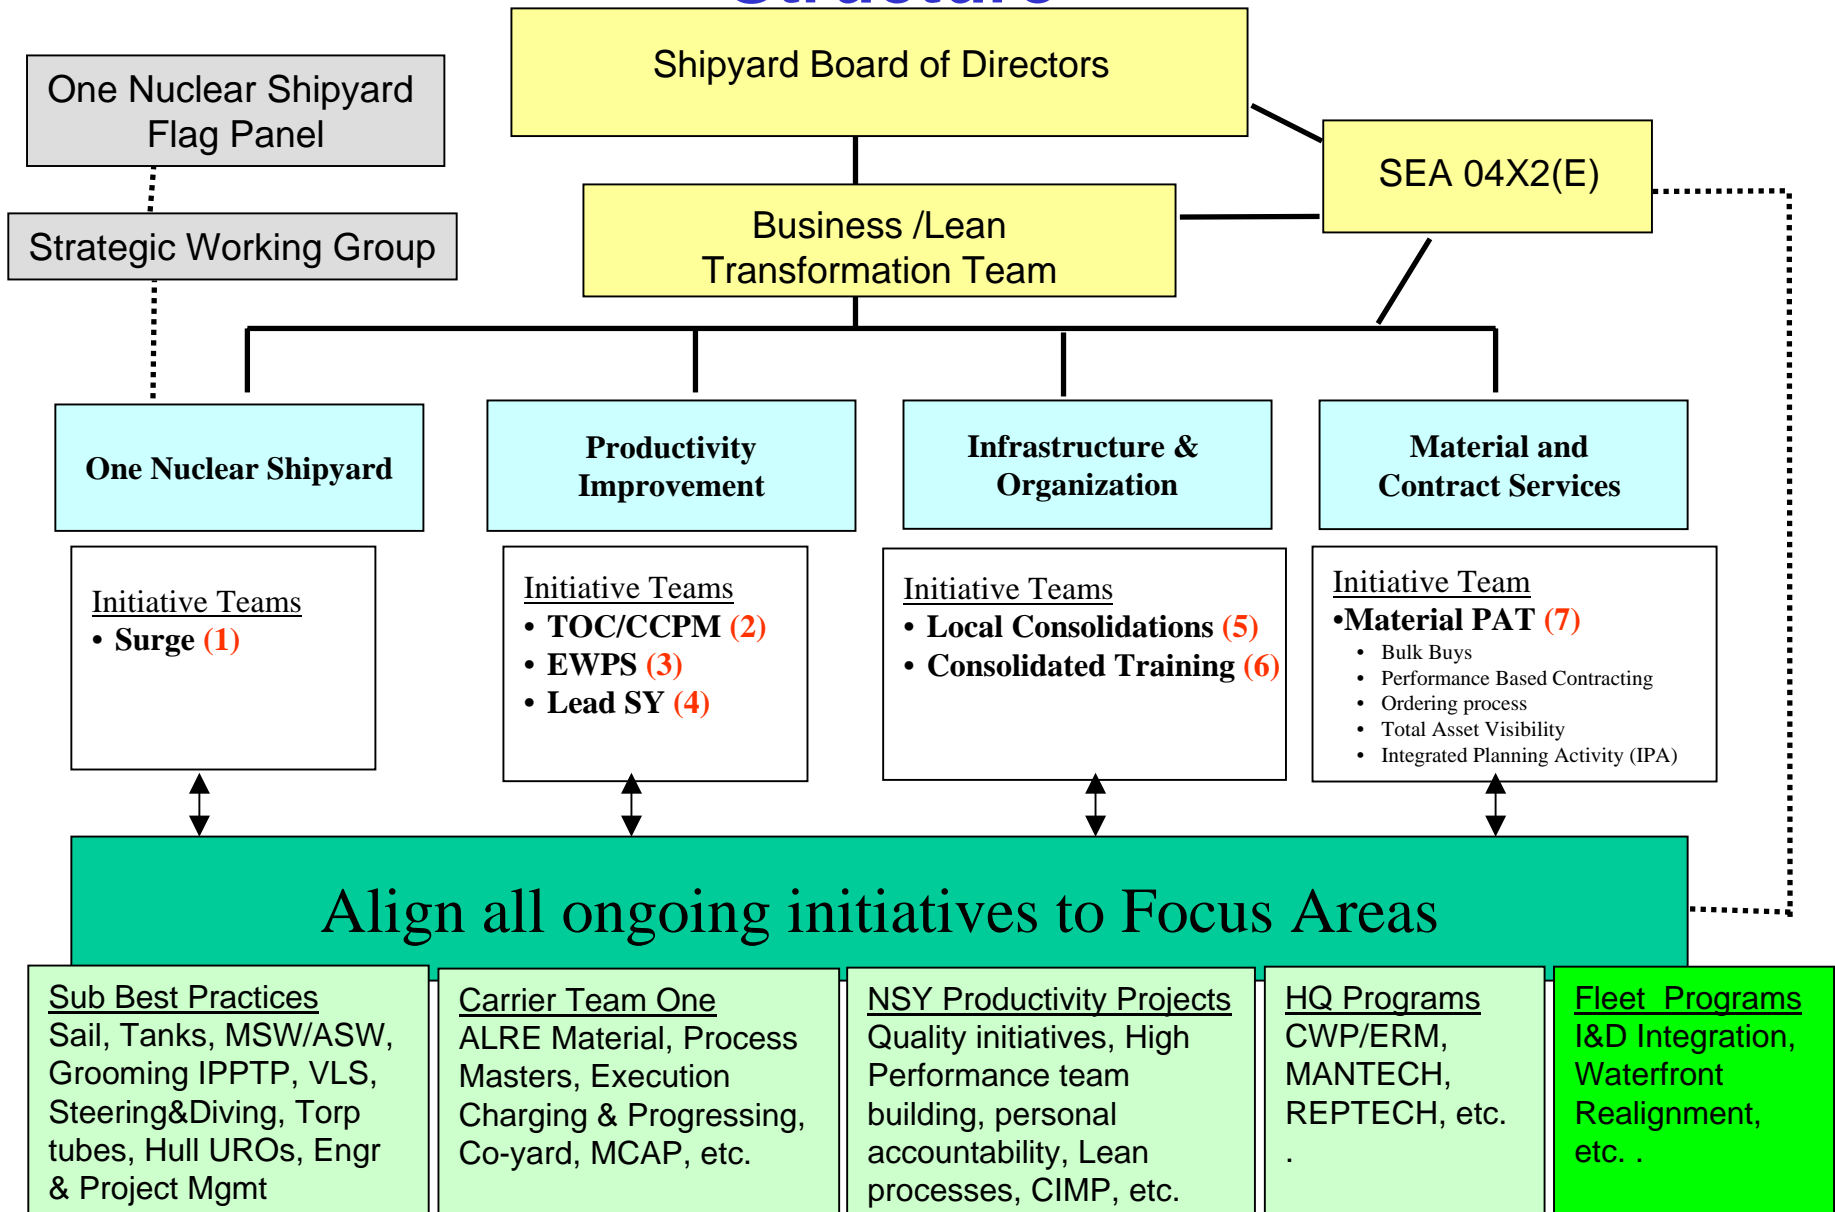 Structure
Shipyard Board of Directors
One Nuclear Shipyard
Flag Panel
SEA 04X2(E)
Strategic Working Group
Business /Lean
Transformation Team
One Nuclear Shipyard
Productivity
Improvement
Infrastructure &
Organization
Material and
Contract Services
Initiative Teams
• Surge (1)
Initiative Teams
• TOC/CCPM (2)
• EWPS (3)
• Lead SY (4)
Initiative Teams
• Local Consolidations (5)
• Consolidated Training (6)
Initiative Team
•Material PAT (7)
• Bulk Buys
• Performance Based Contracting
• Ordering process
• Total Asset Visibility
• Integrated Planning Activity (IPA)
Align all ongoing initiatives to Focus Areas
Sub Best Practices
Sail, Tanks, MSW/ASW,
Grooming IPPTP, VLS,
Steering&Diving, Torp
tubes, Hull UROs, Engr
& Project Mgmt
Carrier Team One
ALRE Material, Process
Masters, Execution
Charging & Progressing,
Co-yard, MCAP, etc.
NSY Productivity Projects
Quality initiatives, High
Performance team
building, personal
accountability, Lean
processes, CIMP, etc.
HQ Programs
CWP/ERM,
MANTECH,
REPTECH, etc.
.
Fleet  Programs
I&D Integration,
Waterfront
Realignment,
etc. .